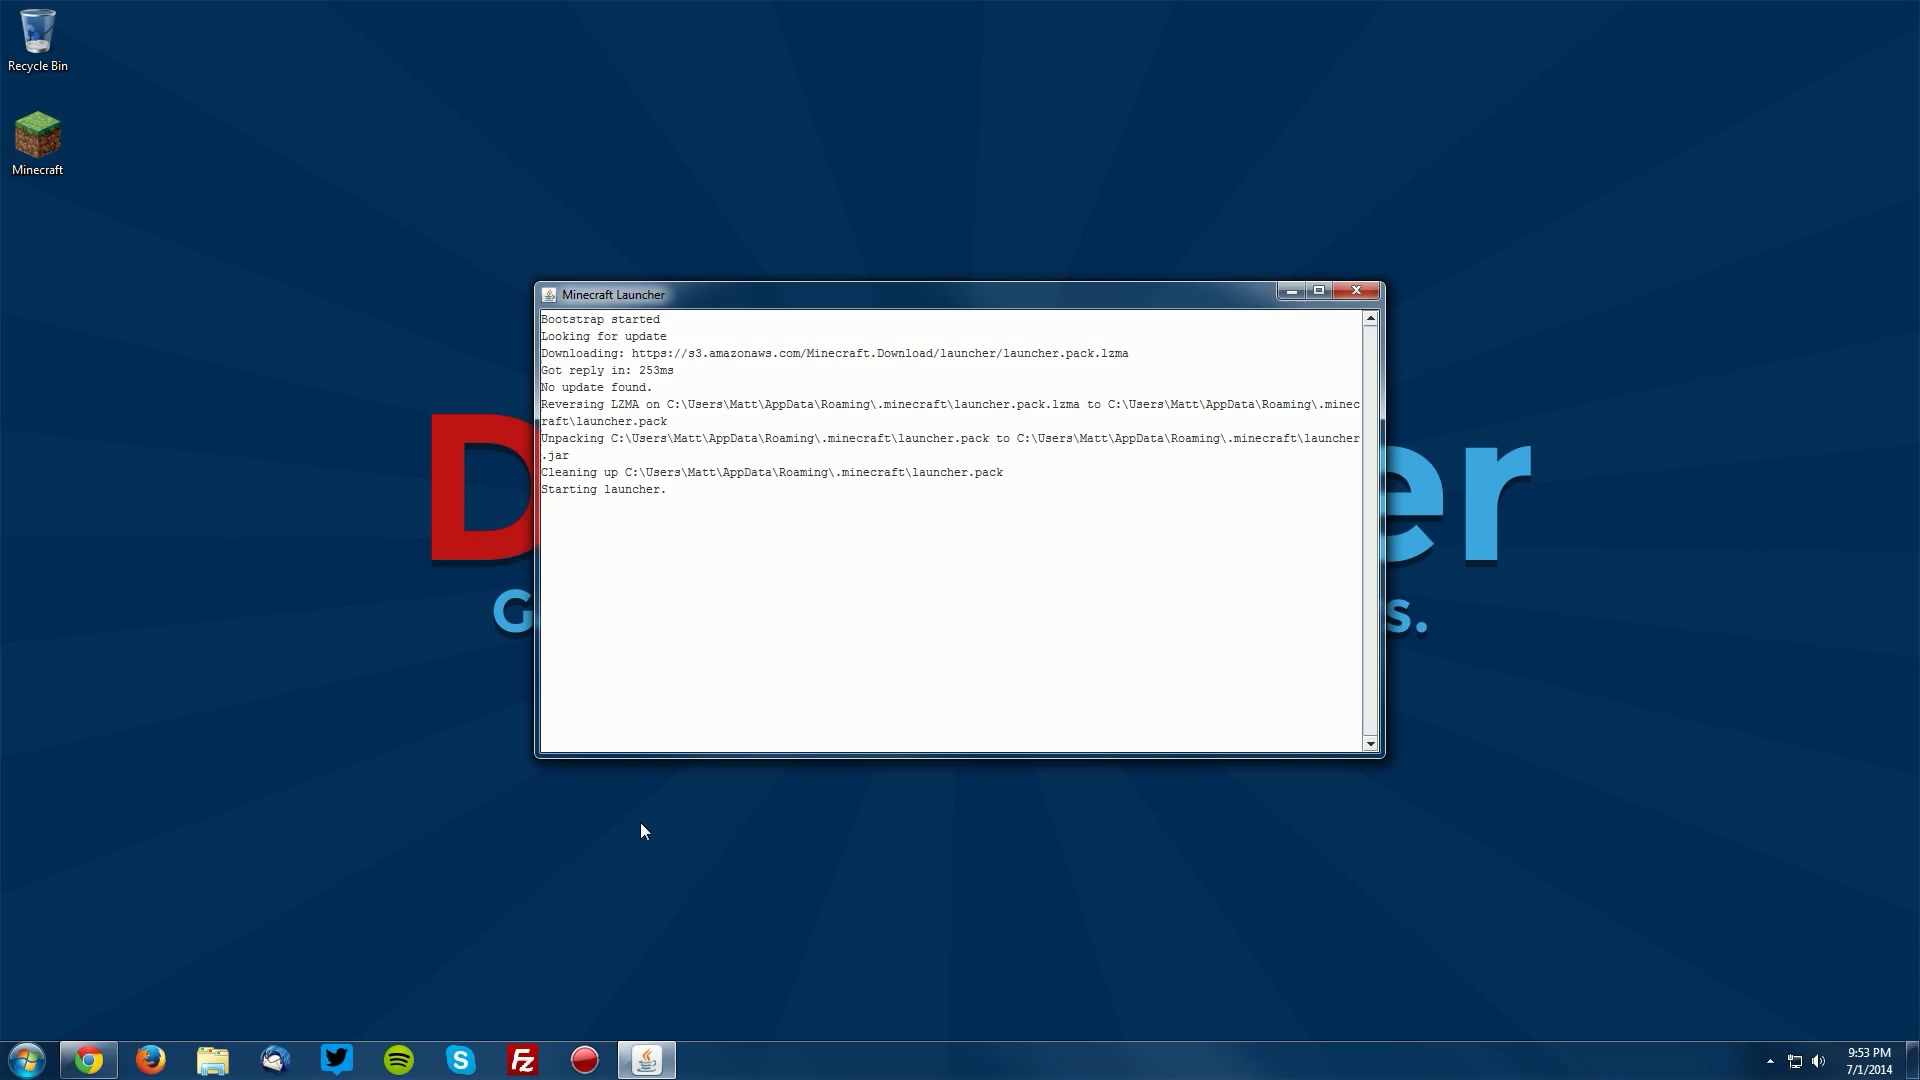 Recycle Bin
Minecraft
Minecraft Launcher
Bootstrap started
Looking for update
Downloading: https://s3.amazonaws.com/Minecraft.Download/launcher/launcher.pack.lzma
Got reply in: 253ms
No update found.
Reversing LZMA on C:\Users\Matt\AppData\Roaming\.minecraft\launcher.pack.lzma to C:\Users\Matt\AppData\Roaming\.minec
raft\launcher.pack
Unpacking C:\Users\Matt\AppData\Roaming\.minecraft\launcher.pack to C:\Users\Matt\AppData\Roaming\.minecraft\launcher
.jar
Cleaning up C:\Users\Matt\AppData\Roaming\.minecraft\launcher.pack
Starting launcher.
D er
G s.
9:53 PM
7/1/2014